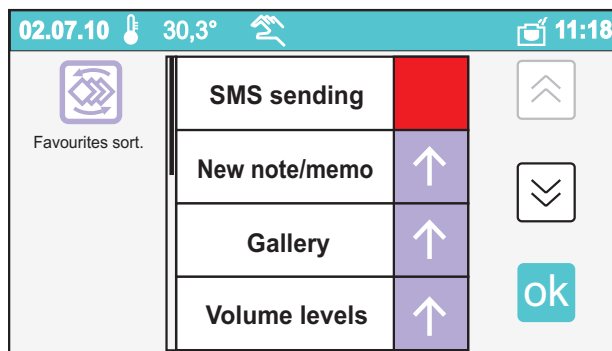 02.07.10 30,3° 11:18
Favourites sort.
SMS sending
New note/memo
Gallery
Volume levels
ok